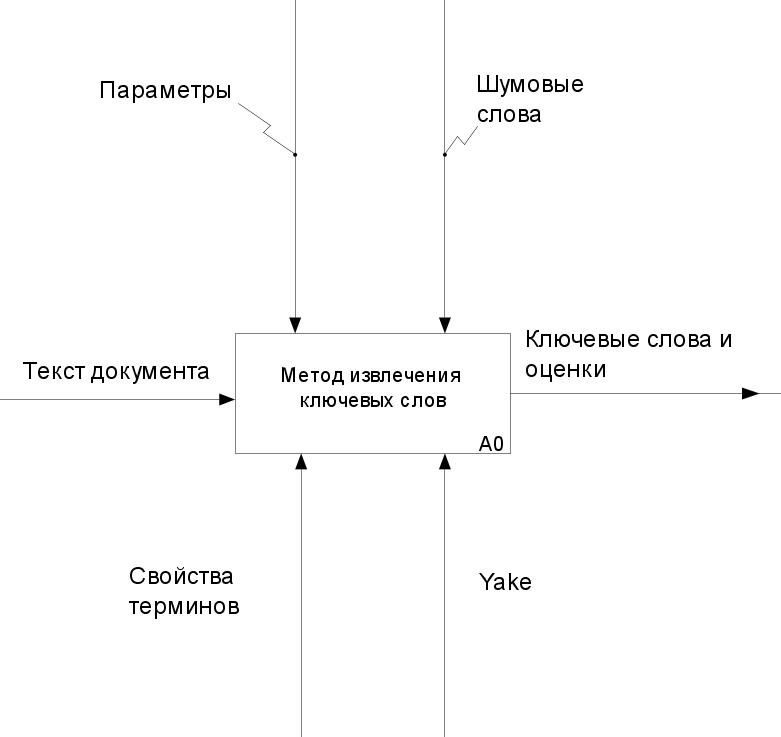 Параметры
Шумовые
слова
Текст документа
Метод извлечения
ключевых слов
A0
Ключевые слова и
оценки
Свойства
терминов
Yake